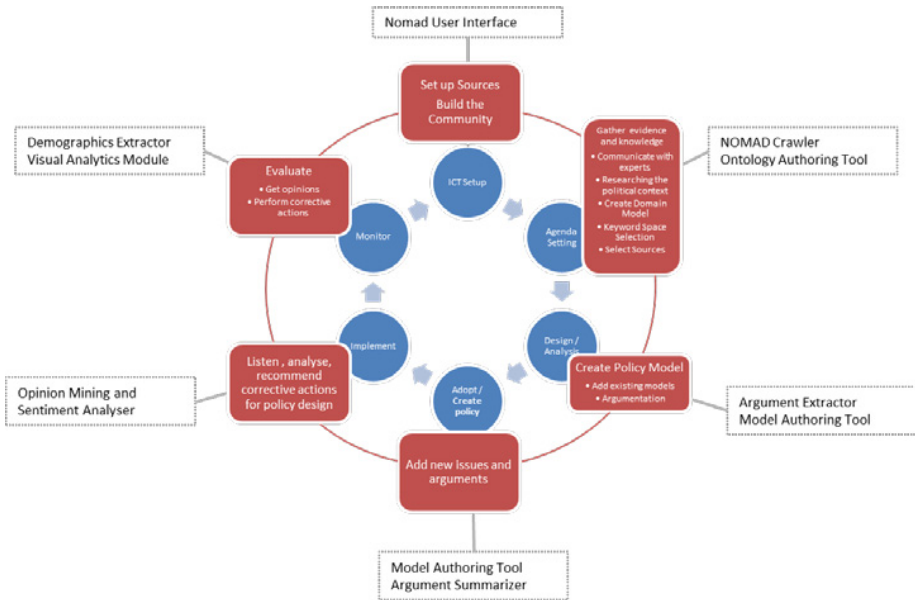 Nomad User Interface
Set up Sources
Build the
Community
Demographics Extractor
Visual Analytics Module
Gather evidence and knowledge
• Communicate with
experts
• Researching the
political context
• Create Domain
Model
• Keyword Space
Selection
• Select Sources
NOMAD Crawler
Ontology Authoring Tool
Evaluate
• Get opinions
• Perform corrective
actions
ICT Setup
Monitor
Agenda
Setting
Implement
Design /
Analysis
Listen , analyse,
recommend
corrective actions
for policy design
Create Policy Model
• Add existing models
• Argumentation
Adopt /
Create
policy
Opinion Mining and
Sentiment Analyser
Argument Extractor
Model Authoring Tool
Add new issues and
arguments
Model Authoring Tool
Argument Summarizer